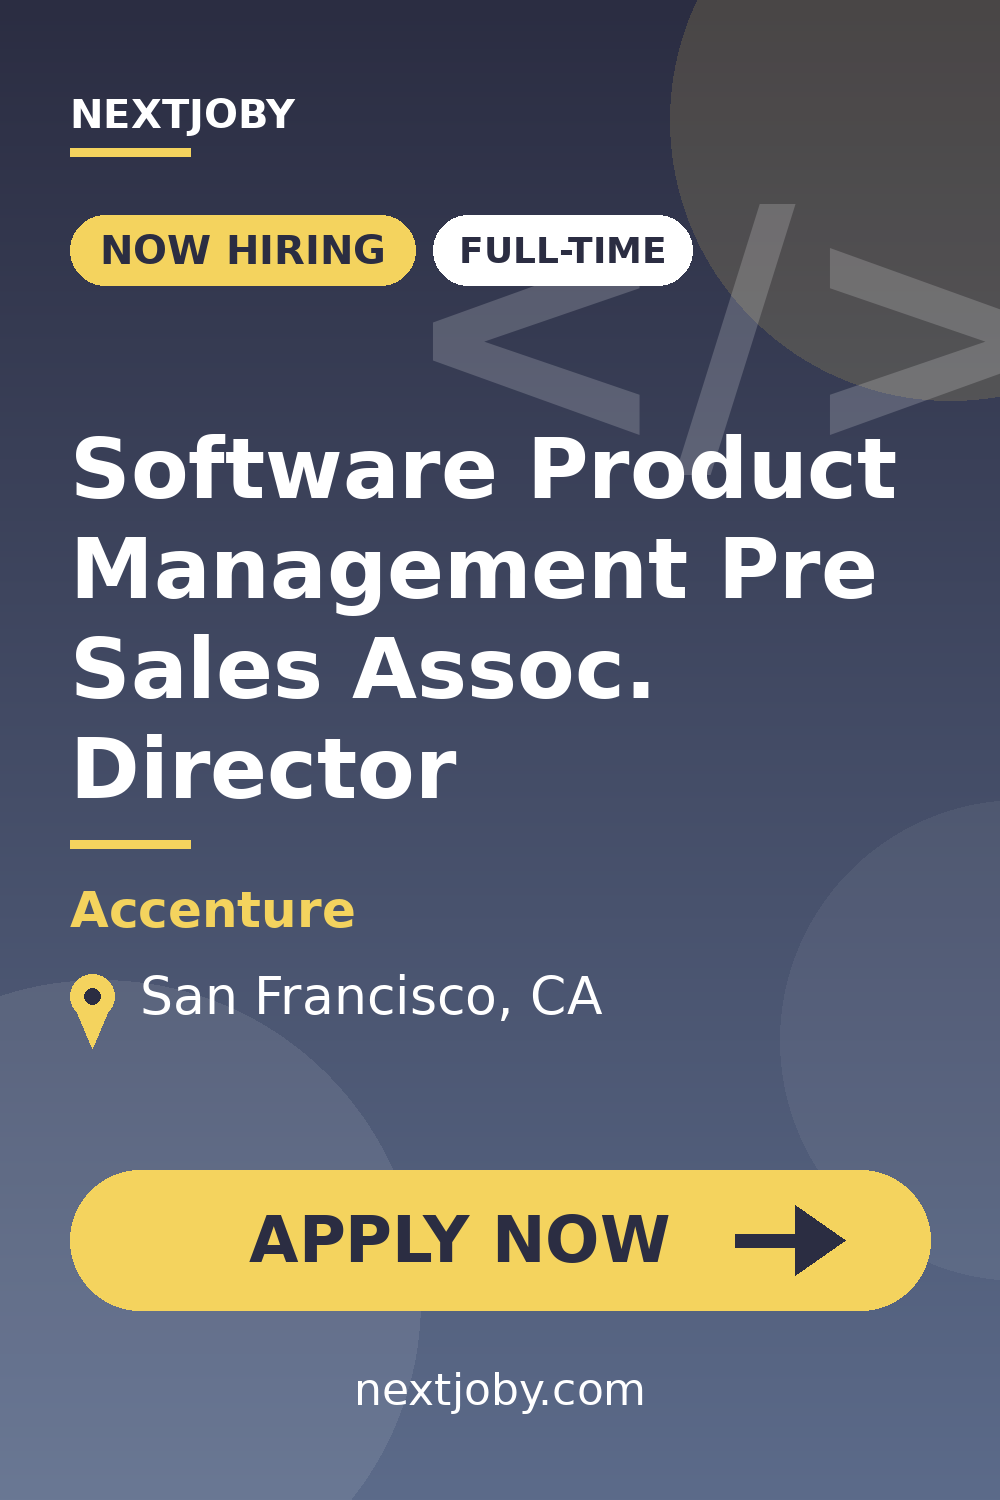 NEXTJOBY
NOW HIRING
FULL-TIME
</>
Software Product
Management Pre
Sales Assoc.
Director
Accenture
San Francisco, CA
APPLY NOW
nextjoby.com